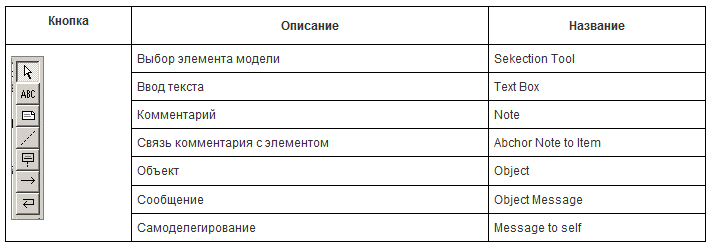 Кнопка Описание Название
Выбор элемента модели Sekection Tool
ABC Ввод текста Text Box
Комментарий Note
Связь комментария с элементом Abchor Note to Item
Объект Object
Сообщение Object Message
Самоделегирование Message to self